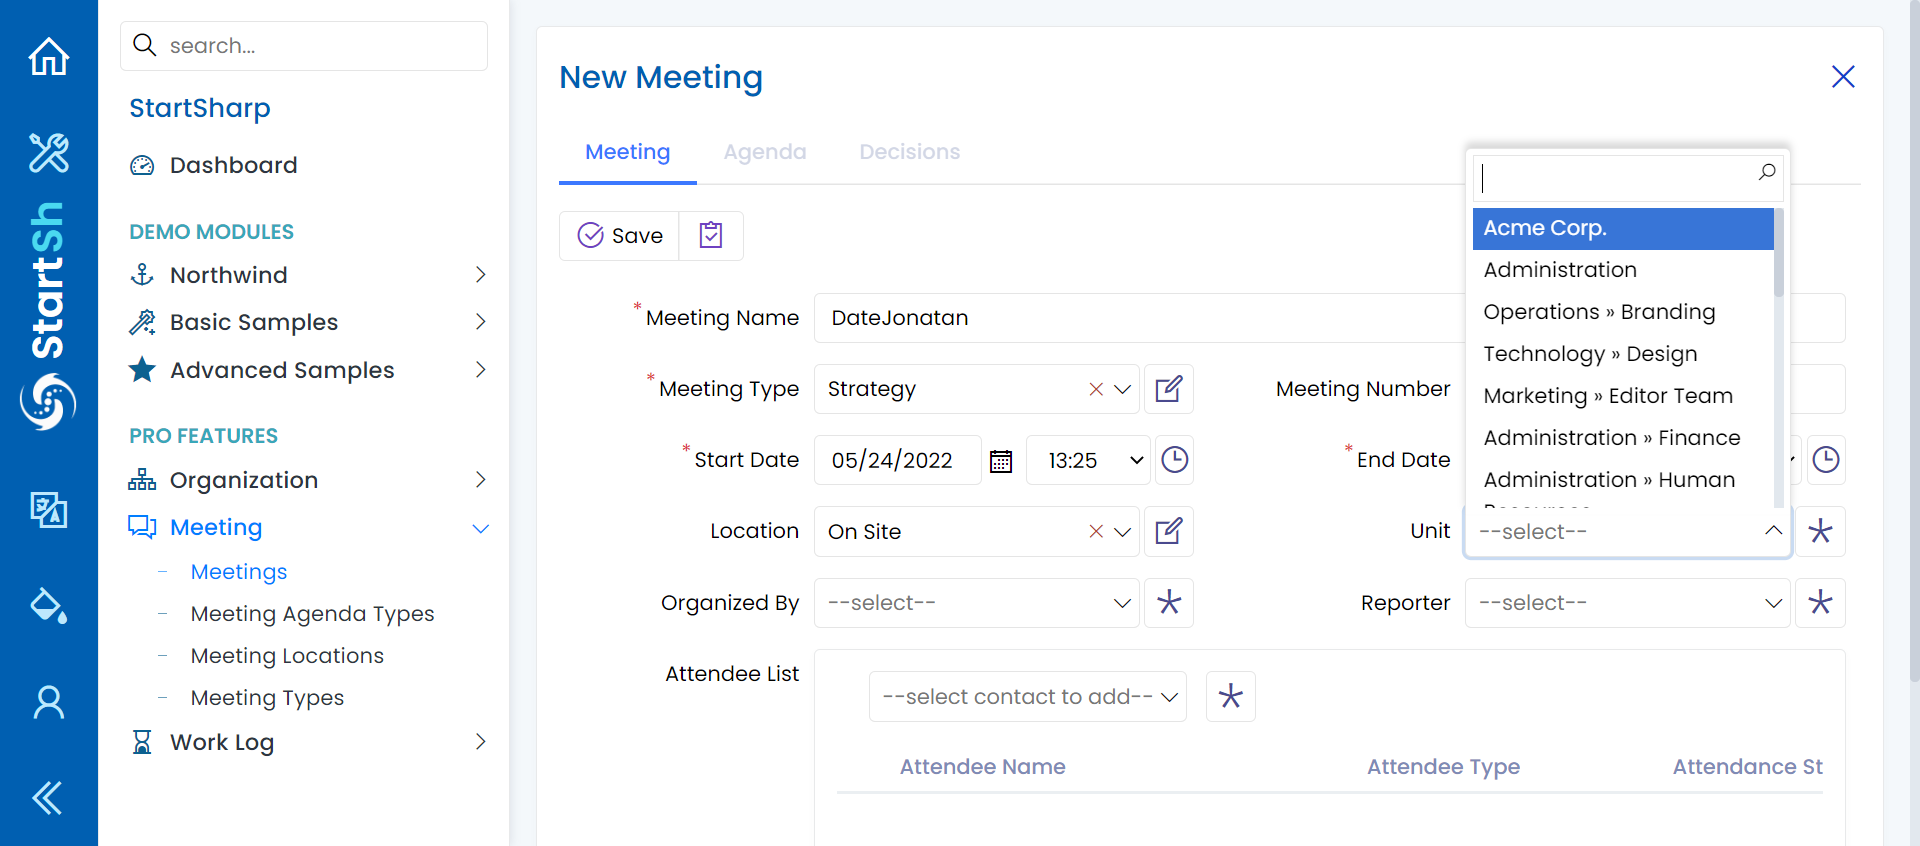 search...
StartSharp
Dashboard
DEMO MODULES
Northwind
Basic Samples
Advanced Samples
PRO FEATURES
Organization
Meeting
Meetings
Meeting Agenda Types
Meeting Locations
Meeting Types
Work Log
StartSh
New Meeting
Meeting
Agenda
Decisions
Save
* Meeting Name
DateJonatan
* Meeting Type
Strategy
Meeting Number
* Start Date
05/24/2022
13:25
* End Date
Location
On Site
Unit
--select--
Organized By
--select--
Reporter
--select--
Attendee List
--select contact to add--
Attendee Name
Attendee Type
Attendance St
Acme Corp.
Administration
Operations » Branding
Technology » Design
Marketing » Editor Team
Administration » Finance
Administration » Human